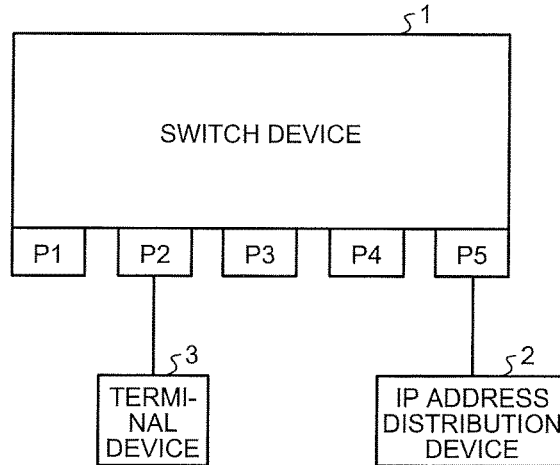 1
SWITCH DEVICE
P1 P2 P3 P4 P5
3
TERMI-
NAL
DEVICE
2
IP ADDRESS
DISTRIBUTION
DEVICE